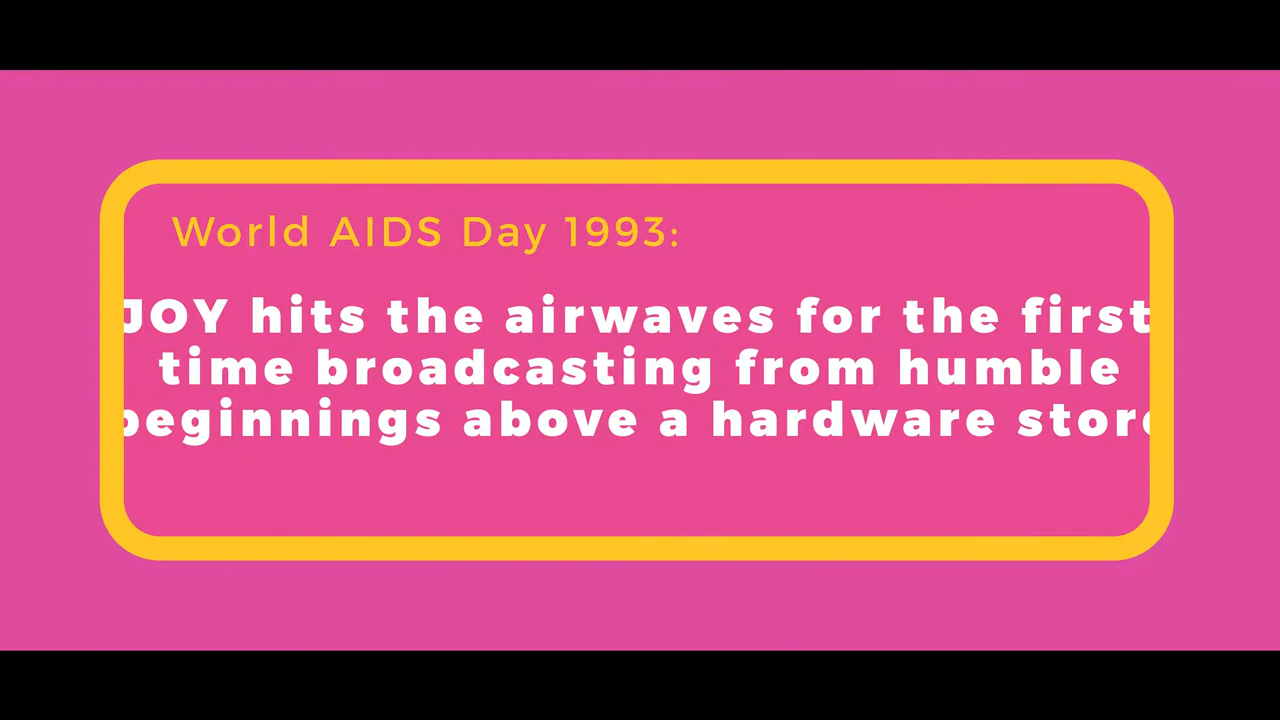 World AIDS Day 1993:
JOY hits the airwaves for the first
time broadcasting from humble
beginnings above a hardware store